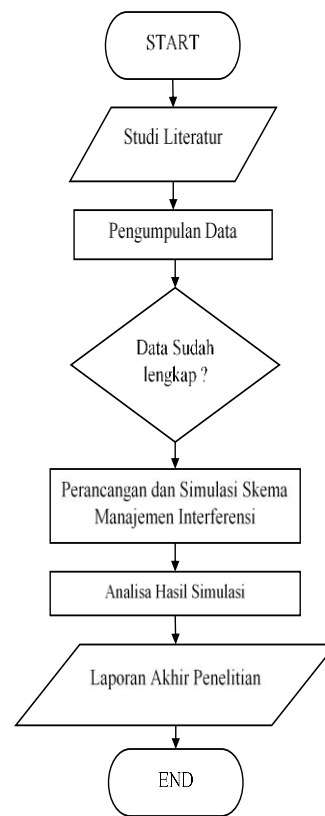 START
Studi Literatur
Pengumpulan Data
Data Sudah
lengkap ?
Perancangan dan Simulasi Skema
Manajemen Interferensi
Analisa Hasil Simulasi
Laporan Akhir Penelitian
END